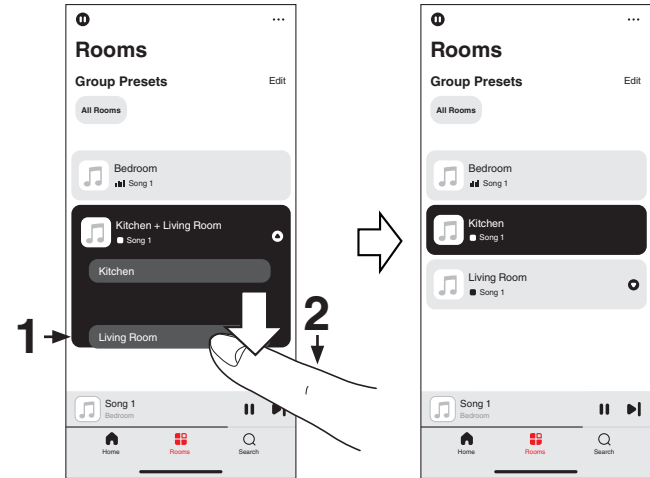 Rooms
Group Presets
Edit
All Rooms
Bedroom
Song 1
Kitchen + Living Room
Song 1
Kitchen
Living Room
1
2
Song 1
Bedroom
Home
Rooms
Search
Rooms
Group Presets
Edit
All Rooms
Bedroom
Song 1
Kitchen
Song 1
Living Room
Song 1
Song 1
Bedroom
Home
Rooms
Search